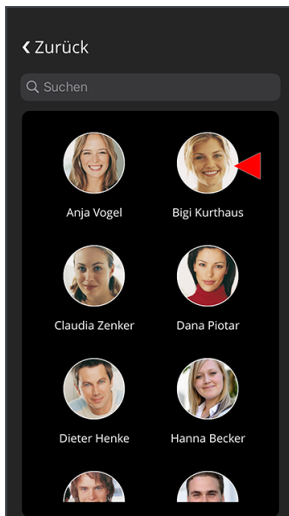 Zurück
Suchen
Anja Vogel
Bigi Kurthaus
Claudia Zenker
Dana Piotar
Dieter Henke
Hanna Becker